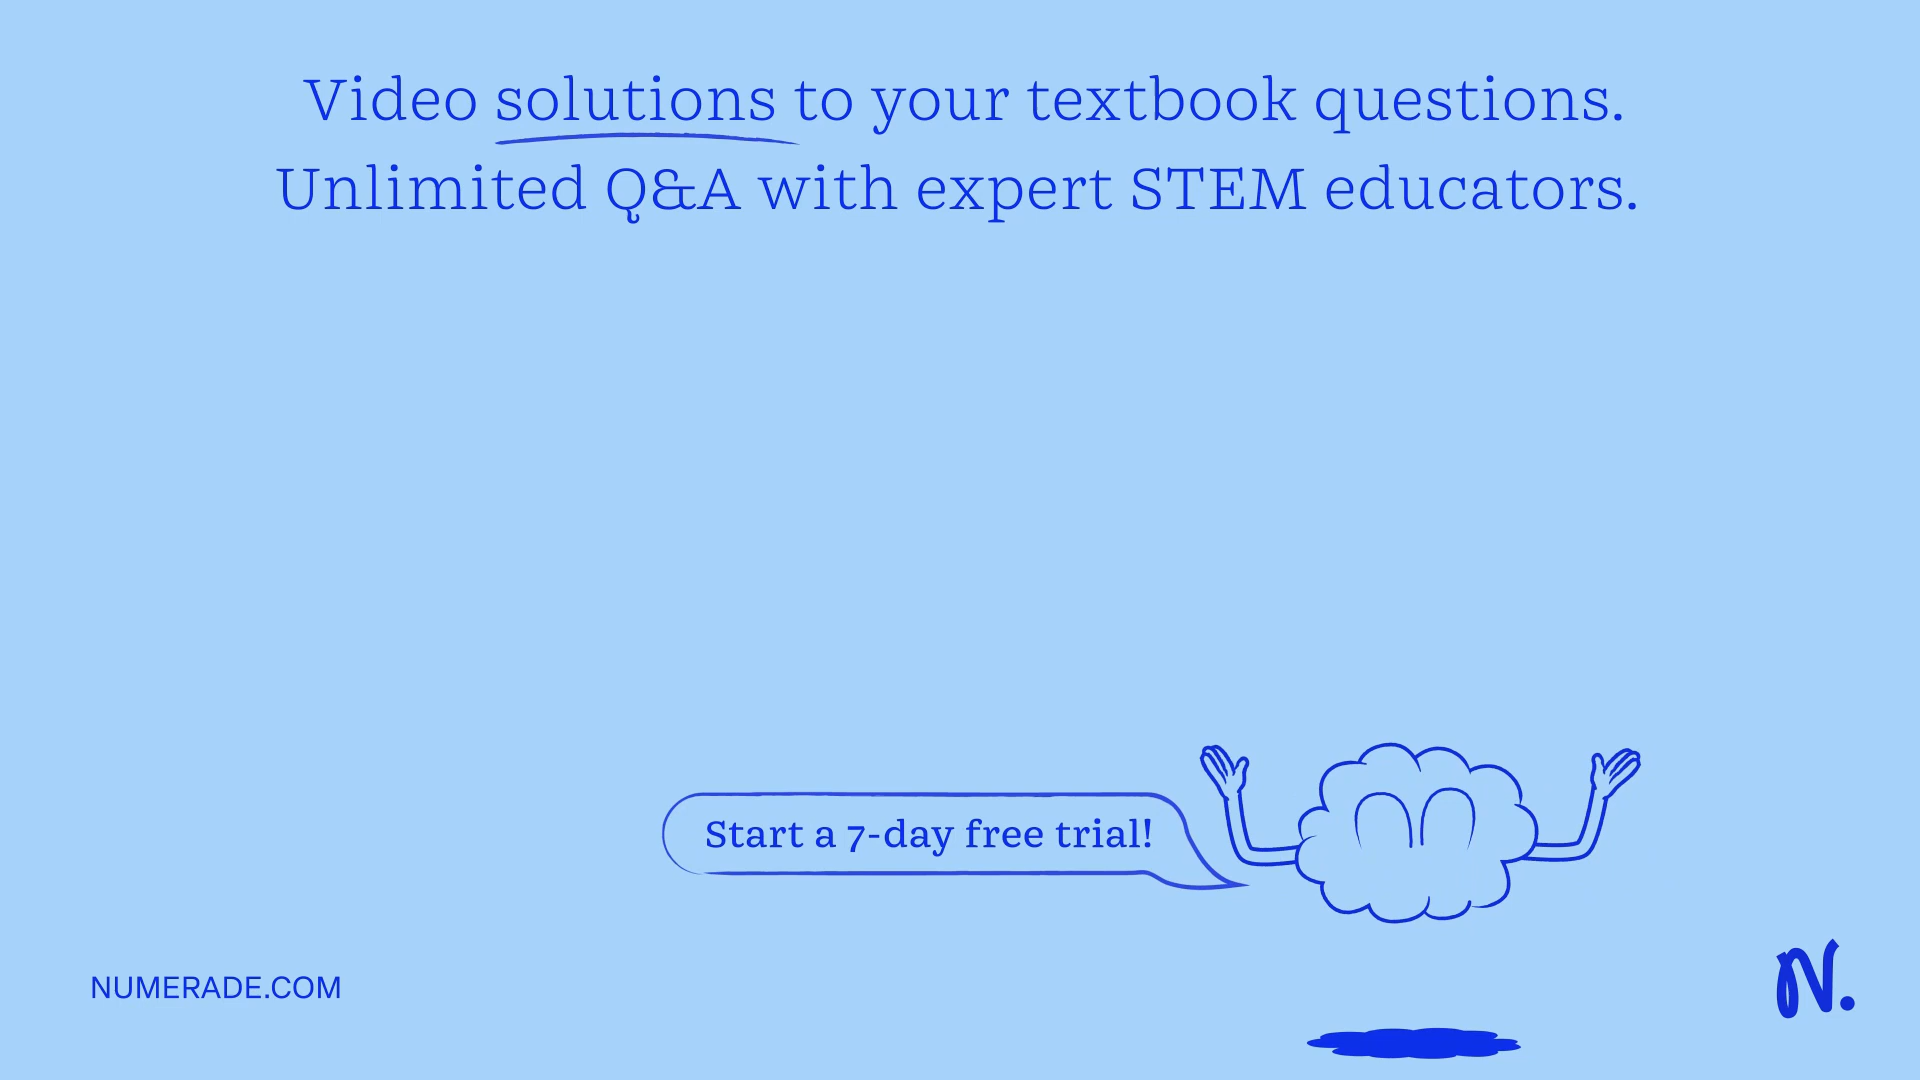 Video solutions to your textbook questions.
Unlimited Q&A with expert STEM educators.
Start a 7-day free trial!
NUMERADE.COM
N.